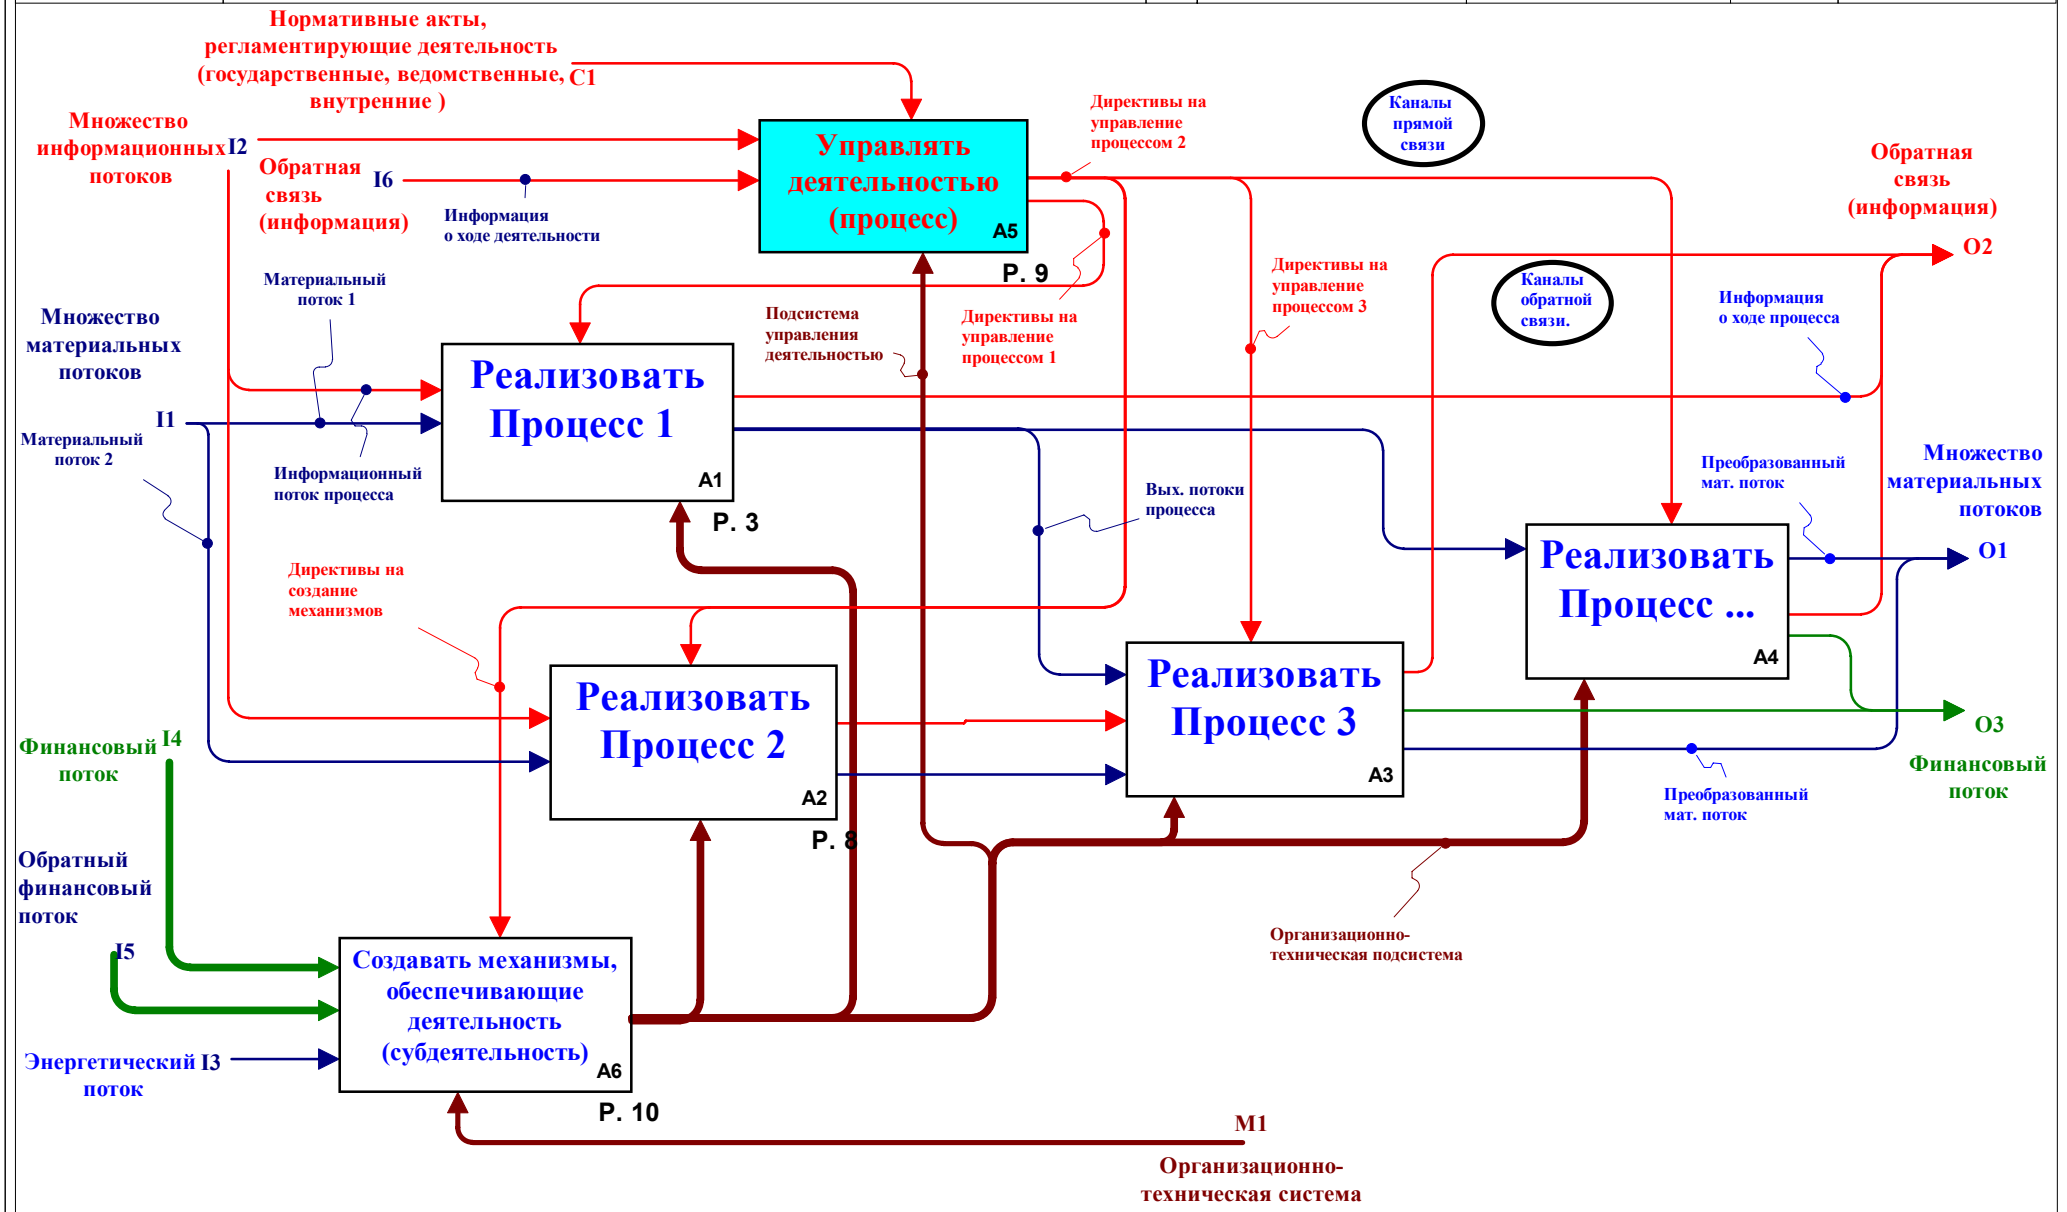 Нормативные акты,
регламентирующие деятельность
(государственные, ведомственные,
внутренние )
C1
Множество
информационных
потоков
I2
Обратная
связь
(информация)
I6
Информация
о ходе деятельности
Управлять
деятельностью
(процесс)
A5
P. 9
Директивы на
управление
процессом 2
Каналы
прямой
связи
Обратная
связь
(информация)
O2
Материальный
поток 1
Множество
материальных
потоков
I1
Материальный
поток 2
Информационный
поток процесса
Реализовать
Процесс 1
A1
P. 3
Подсистема
управления
деятельностью
Директивы на
управление
процессом 1
Директивы на
управление
процессом 3
Каналы
обратной
связи.
Информация
о ходе процесса
Вых. потоки
процесса
Преобразованный
мат. поток
Множество
материальных
потоков
O1
Реализовать
Процесс ...
A4
Директивы на
создание
механизмов
Реализовать
Процесс 2
A2
P. 8
Реализовать
Процесс 3
A3
O3
Финансовый
поток
Преобразованный
мат. поток
Финансовый
поток
I4
Обратный
финансовый
поток
I5
Энергетический
поток
I3
Создавать механизмы,
обеспечивающие
деятельность
(субдеятельность)
A6
P. 10
Организационно-
техническая подсистема
M1
Организационно-
техническая система